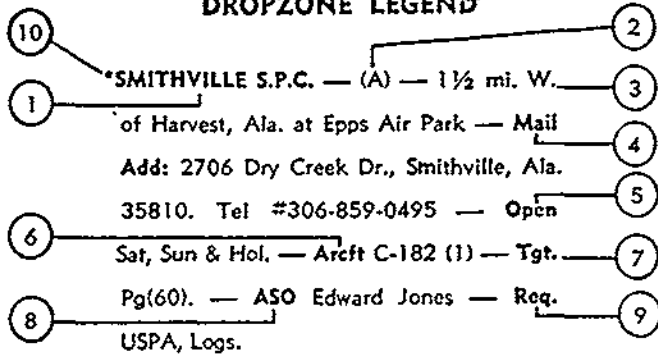 DROPZONE LEGEND
10
2
*SMITHVILLE S.P.C. — (A) — 1½ mi. W.
1
3
of Harvest, Ala. at Epps Air Park — Mail
4
Add: 2706 Dry Creek Dr., Smithville, Ala.
5
35810. Tel #306-859-0495 — Open
6
Sat, Sun & Hol. — Arcft C-182 (1) — Tgt.
7
Pg(60). — ASO Edward Jones — Req.
8
9
USPA, Logs.